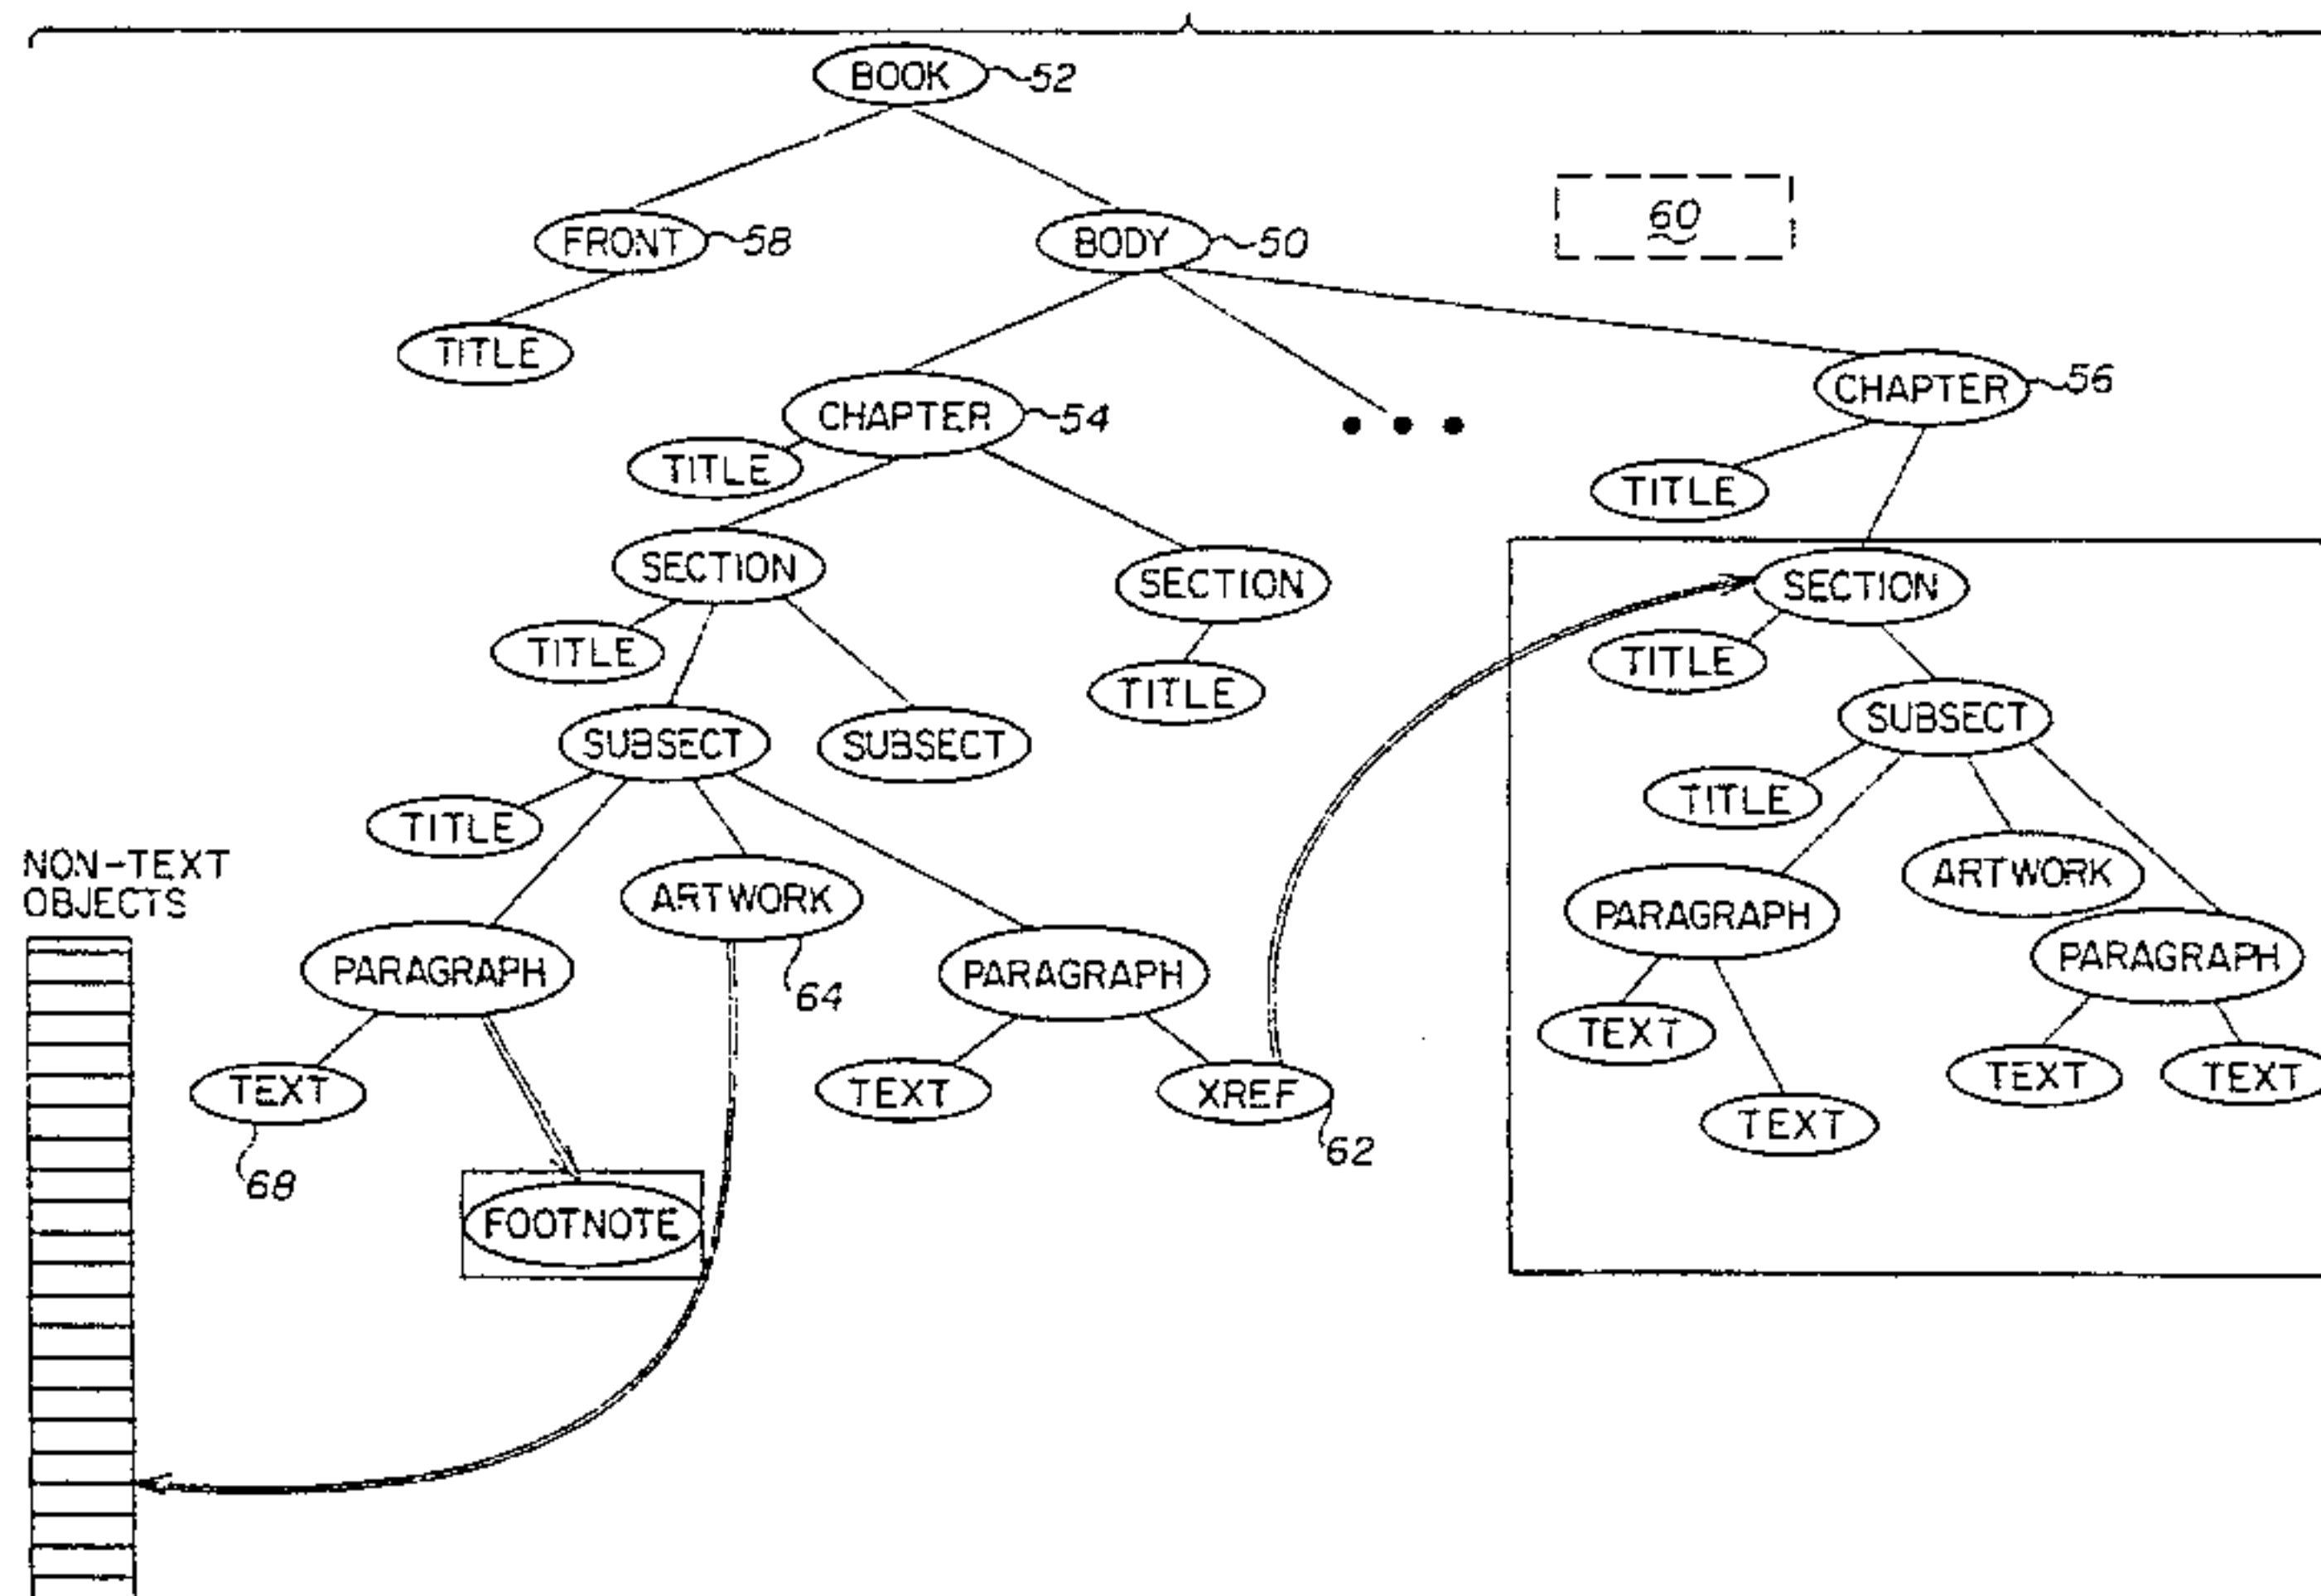 BOOK 52
FRONT 58
BODY 50
60
TITLE
CHAPTER 54
CHAPTER 56
TITLE
TITLE
SECTION
SECTION
SECTION
TITLE
TITLE
TITLE
SUBSECT
SUBSECT
SUBSECT
TITLE
TITLE
NON-TEXT
OBJECTS
ARTWORK
64
ARTWORK
PARAGRAPH
PARAGRAPH
PARAGRAPH
PARAGRAPH
TEXT
68
TEXT
XREF
62
TEXT
TEXT
TEXT
TEXT
FOOTNOTE